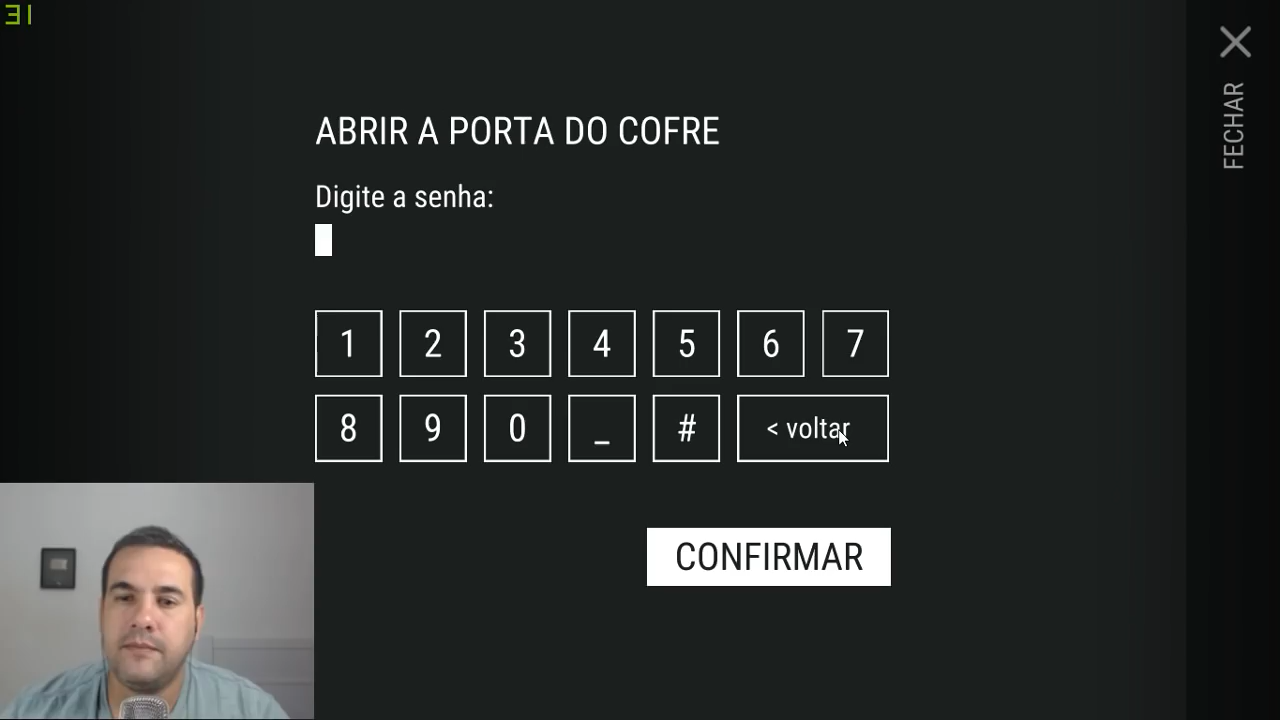 31
ABRIR A PORTA DO COFRE
Digite a senha:
1 2 3 4 5 6 7
8 9 0 _ # < voltar
CONFIRMAR
FECHAR